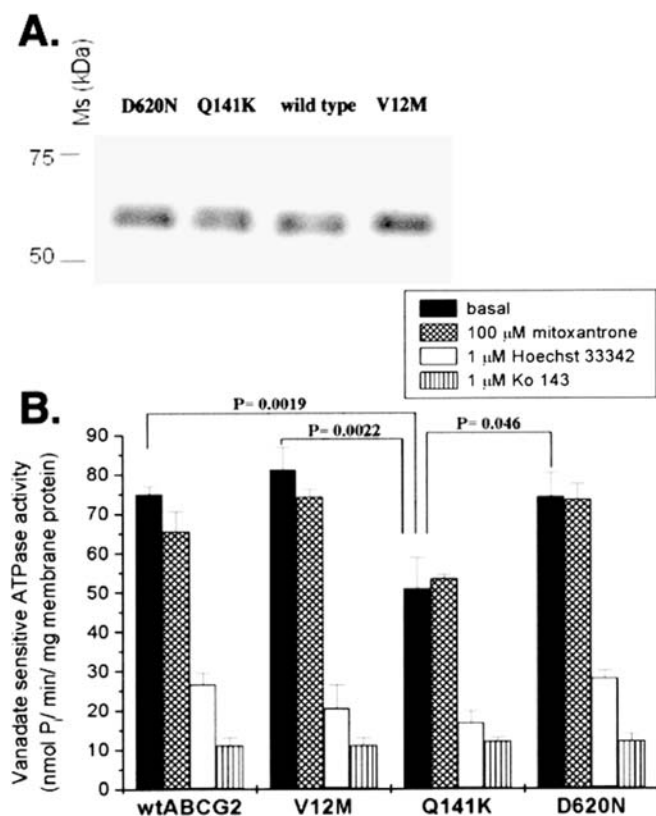 A.
Ms (kDa)
D620N Q141K wild type V12M
75
50
basal
100 μM mitoxantrone
1 μM Hoechst 33342
1 μM Ko 143
B.
P= 0.0019
P= 0.0022
P= 0.046
Vanadate sensitive ATPase activity
(nmol Pi/ min/ mg membrane protein)
90
80
70
60
50
40
30
20
10
0
wtABCG2 V12M Q141K D620N